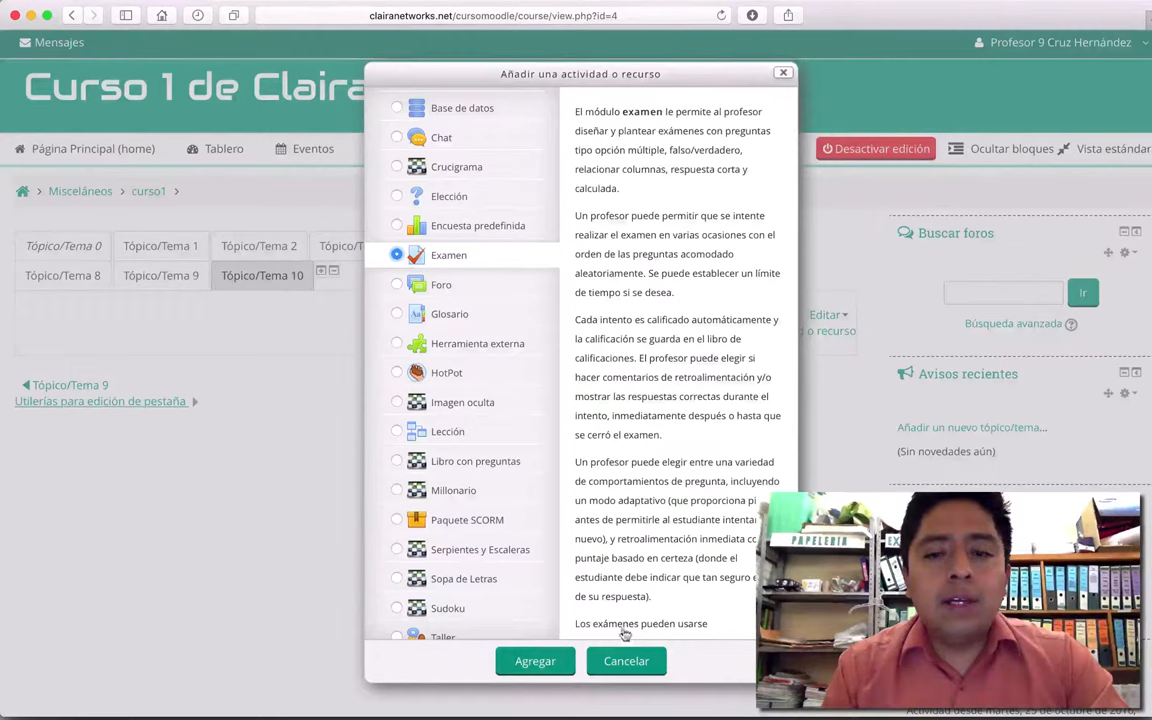 clairanetworks.net/cursomoodle/course/view.php?id=4
Mensajes
Profesor 9 Cruz Hernández
Curso 1 de Claira
Página Principal (home)
Tablero
Eventos
Desactivar edición
Ocultar bloques
Vista estándar
Misceláneos
curso1
Tópico/Tema 0
Tópico/Tema 1
Tópico/Tema 2
Tópico/T
Tópico/Tema 8
Tópico/Tema 9
Tópico/Tema 10
Editar
o recurso
Tópico/Tema 9
Utilerías para edición de pestaña
Añadir una actividad o recurso
Base de datos
Chat
Crucigrama
Elección
Encuesta predefinida
Examen
Foro
Glosario
Herramienta externa
HotPot
Imagen oculta
Lección
Libro con preguntas
Millonario
Paquete SCORM
Serpientes y Escaleras
Sopa de Letras
Sudoku
Taller
El módulo examen le permite al profesor
diseñar y plantear exámenes con preguntas
tipo opción múltiple, falso/verdadero,
relacionar columnas, respuesta corta y
calculada.
Un profesor puede permitir que se intente
realizar el examen en varias ocasiones con el
orden de las preguntas acomodado
aleatoriamente. Se puede establecer un límite
de tiempo si se desea.
Cada intento es calificado automáticamente y
la calificación se guarda en el libro de
calificaciones. El profesor puede elegir si
hacer comentarios de retroalimentación y/o
mostrar las respuestas correctas durante el
intento, inmediatamente después o hasta que
se cerró el examen.
Un profesor puede elegir entre una variedad
de comportamientos de pregunta, incluyendo
un modo adaptativo (que proporciona pi
antes de permitirle al estudiante intenta
nuevo), y retroalimentación inmediata co
puntaje basado en certeza (donde el
estudiante debe indicar que tan seguro e
de su respuesta).
Los exámenes pueden usarse
Agregar
Cancelar
Buscar foros
Ir
Búsqueda avanzada
Avisos recientes
Añadir un nuevo tópico/tema...
(Sin novedades aún)
PAPELERIA
EX